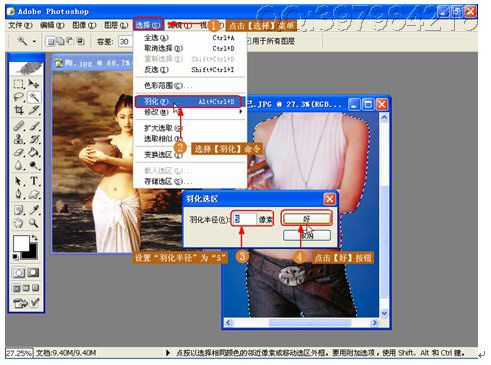 Adobe Photoshop
QQ:397964210
文件(F) 编辑(E) 图像(I) 图层(L) 选择(S) 滤镜(T) 视
1 点击【选择】菜单
容差: 30
用于所有图层
全选(A) Ctrl+A
取消选择(D) Ctrl+D
重新选择(E) Shift+Ctrl+D
反选(I) Shift+Ctrl+I
色彩范围(C)...
羽化(F)... Alt+Ctrl+D
修改(M)
扩大选取(G)
选取相似(R)
变换选区(T)
载入选区(L)...
存储选区(S)...
陶.jpg @ 66.7%
.JPG @ 27.3%(RGB...
2 选择【羽化】命令
羽化选区
羽化半径(R): 5 像素
好
取消
设置“羽化半径”为“5”
3
4 点击【好】按钮
27.25% 文档:9.40M/9.40M 点按以选择相同颜色的邻近像素或移动选区外框。要用附加选项，使用 Shift、Alt 和 Ctrl 键。